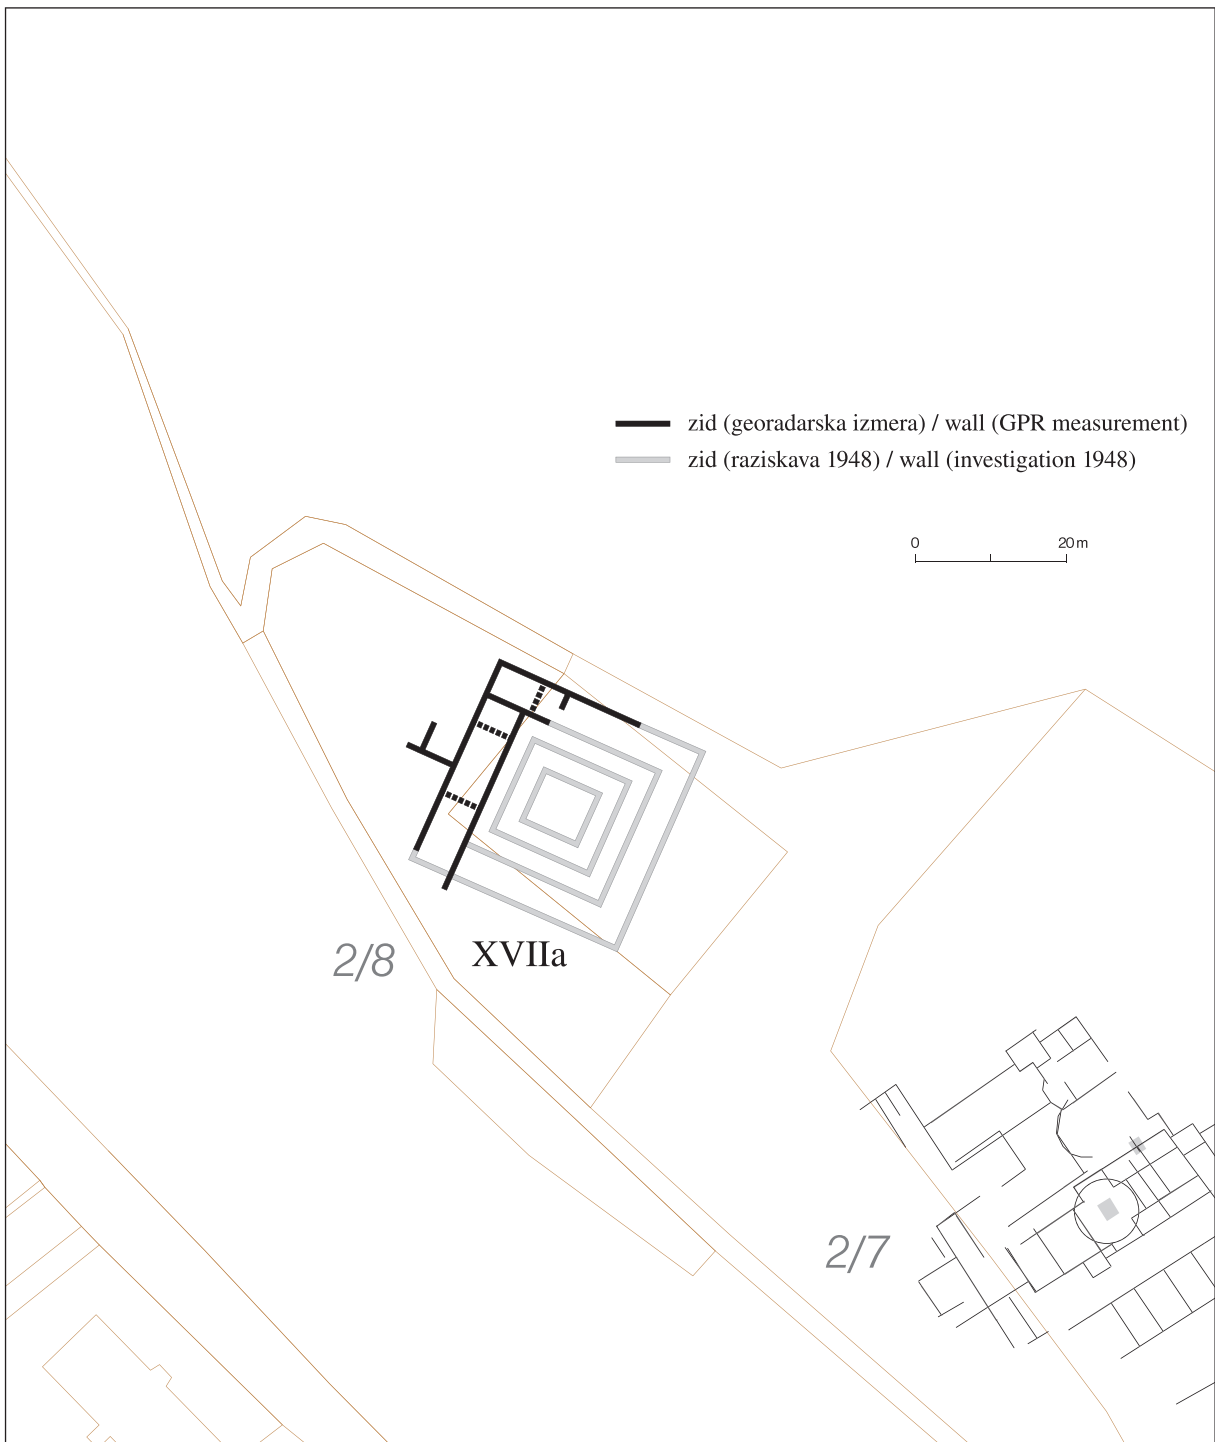 zid (georadarska izmera) / wall (GPR measurement)
zid (raziskava 1948) / wall (investigation 1948)
0 20 m
XVIIa
2/8
2/7